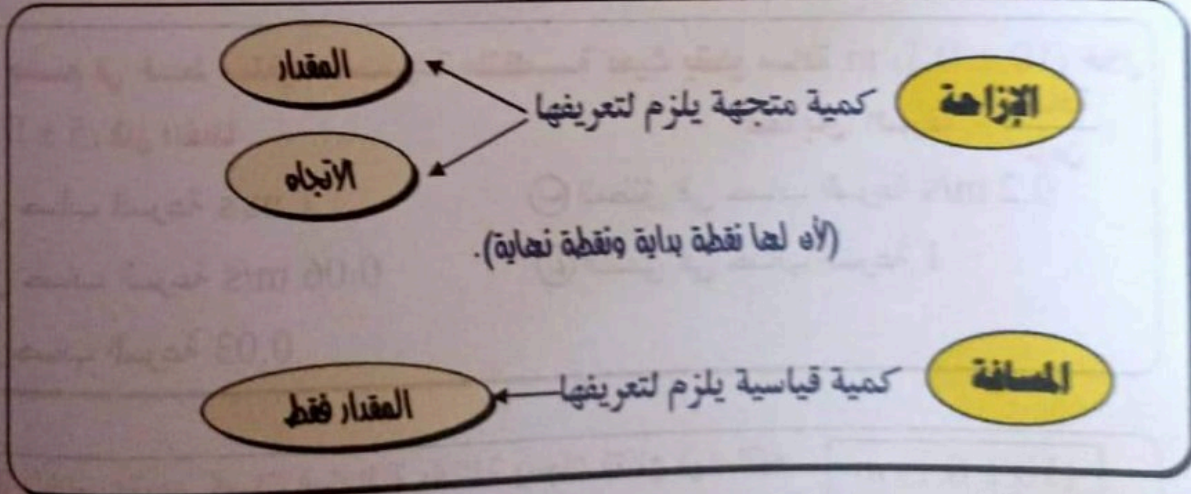 المقدار
الإزاحة كمية متجهة يلزم لتعريفها
الاتجاه
(لأن لها نقطة بداية ونقطة نهاية).
المسافة كمية قياسية يلزم لتعريفها المقدار فقط